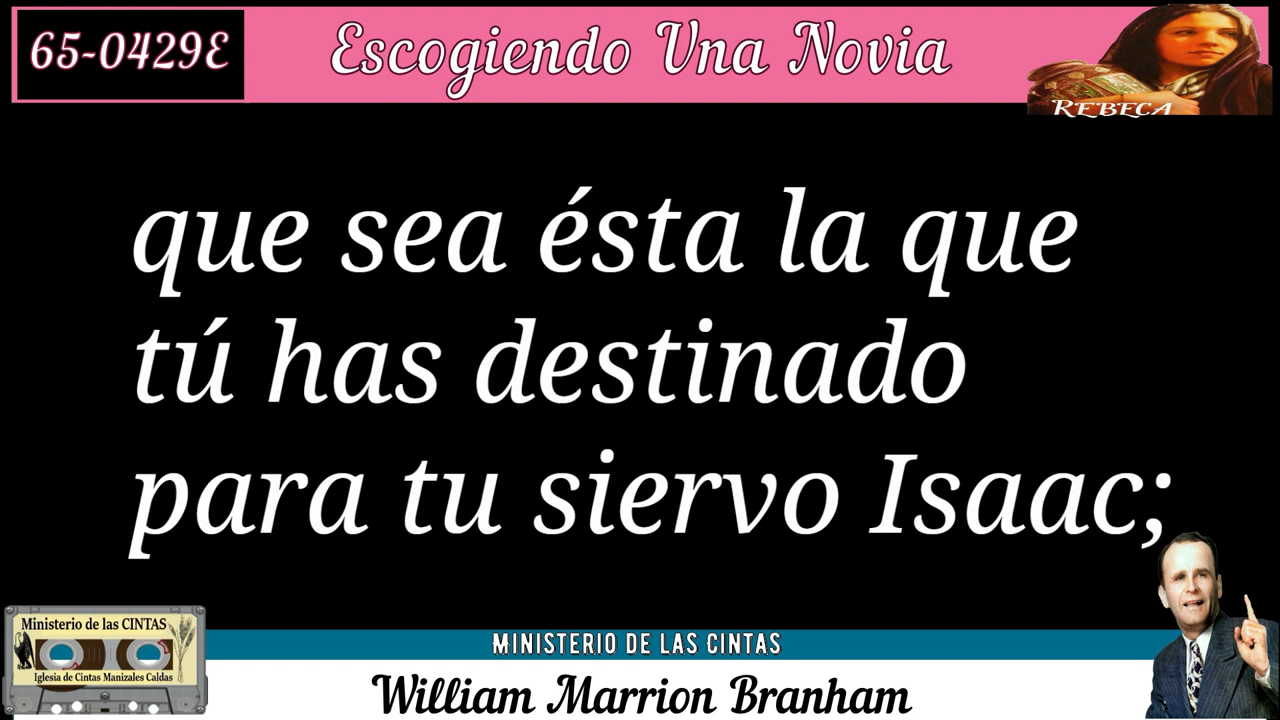 65-0429E
Escogiendo Una Novia
REBECA
que sea ésta la que
tú has destinado
para tu siervo Isaac;
Ministerio de las CINTAS
Iglesia de Cintas Manizales Caldas
MINISTERIO DE LAS CINTAS
William Marrion Branham